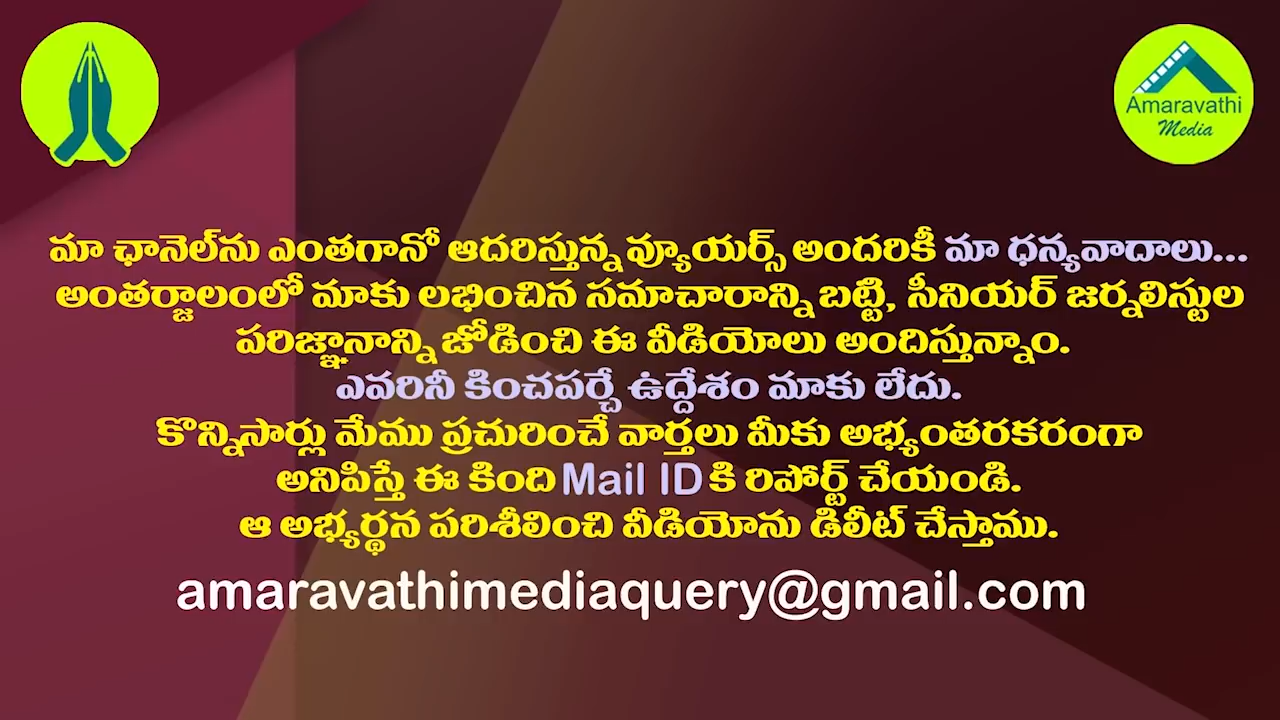 Amaravathi
Media
మా ఛానెల్‌ను ఎంతగానో ఆదరిస్తున్న వ్యూయర్స్ అందరికీ మా ధన్యవాదాలు...
అంతర్జాలంలో మాకు లభించిన సమాచారాన్ని బట్టి, సీనియర్ జర్నలిస్టుల
పరిజ్ఞానాన్ని జోడించి ఈ వీడియోలు అందిస్తున్నాం.
ఎవరినీ కించపర్చే ఉద్దేశం మాకు లేదు.
కొన్నిసార్లు మేము ప్రచురించే వార్తలు మీకు అభ్యంతరకరంగా
అనిపిస్తే ఈ కింది Mail ID కి రిపోర్ట్ చేయండి.
ఆ అభ్యర్థన పరిశీలించి వీడియోను డిలీట్ చేస్తాము.
amaravathimediaquery@gmail.com